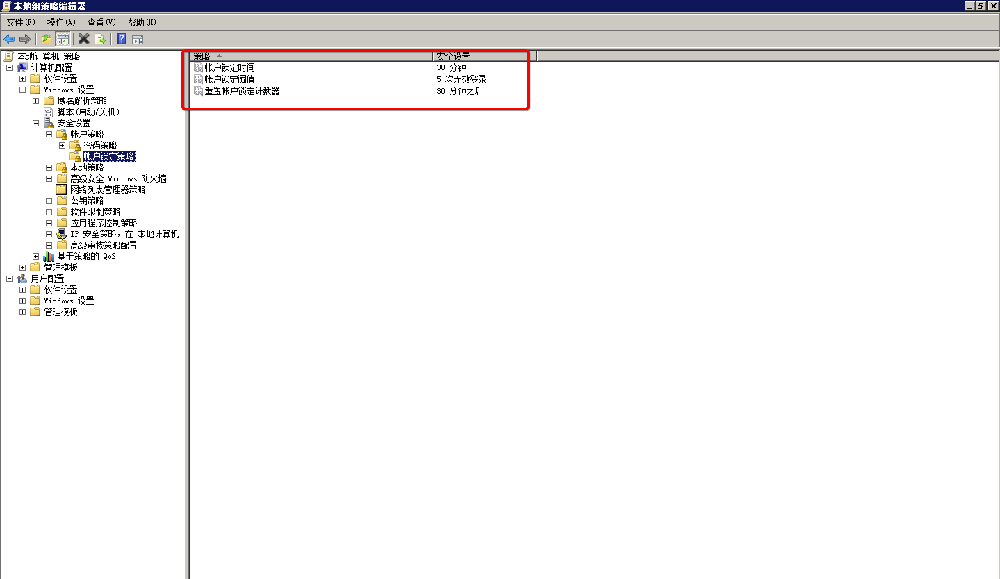 本地组策略编辑器
文件(F) 操作(A) 查看(V) 帮助(H)
本地计算机 策略
计算机配置
软件设置
Windows 设置
域名解析策略
脚本(启动/关机)
安全设置
帐户策略
密码策略
帐户锁定策略
本地策略
高级安全 Windows 防火墙
网络列表管理器策略
公钥策略
软件限制策略
应用程序控制策略
IP 安全策略，在 本地计算机
高级审核策略配置
基于策略的 QoS
管理模板
用户配置
软件设置
Windows 设置
管理模板
策略 安全设置
帐户锁定时间 30 分钟
帐户锁定阈值 5 次无效登录
重置帐户锁定计数器 30 分钟之后